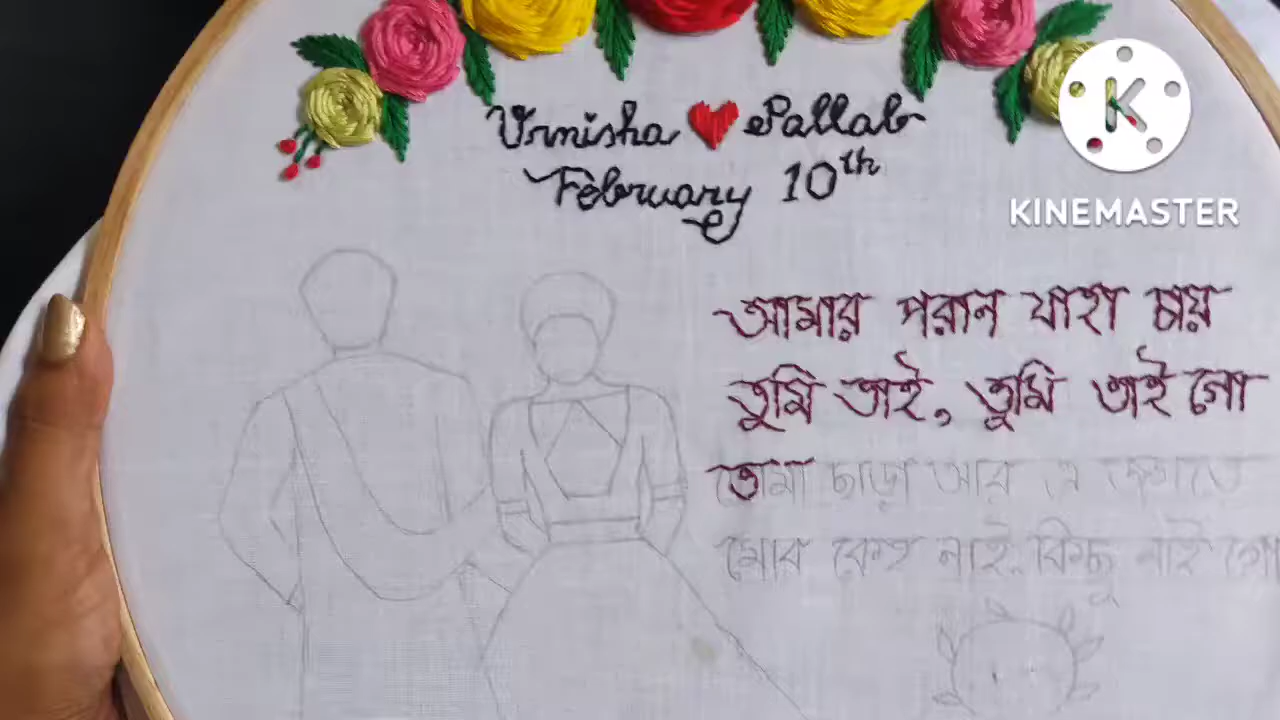 Urmisha Pallab
February 10th
KINEMASTER
আমার পরান যাহা চায়
তুমি তাই, তুমি তাই গো
তোমা ছাড়া আর এ জগতে
মোর কেহ নাই, কিছু নাই গো